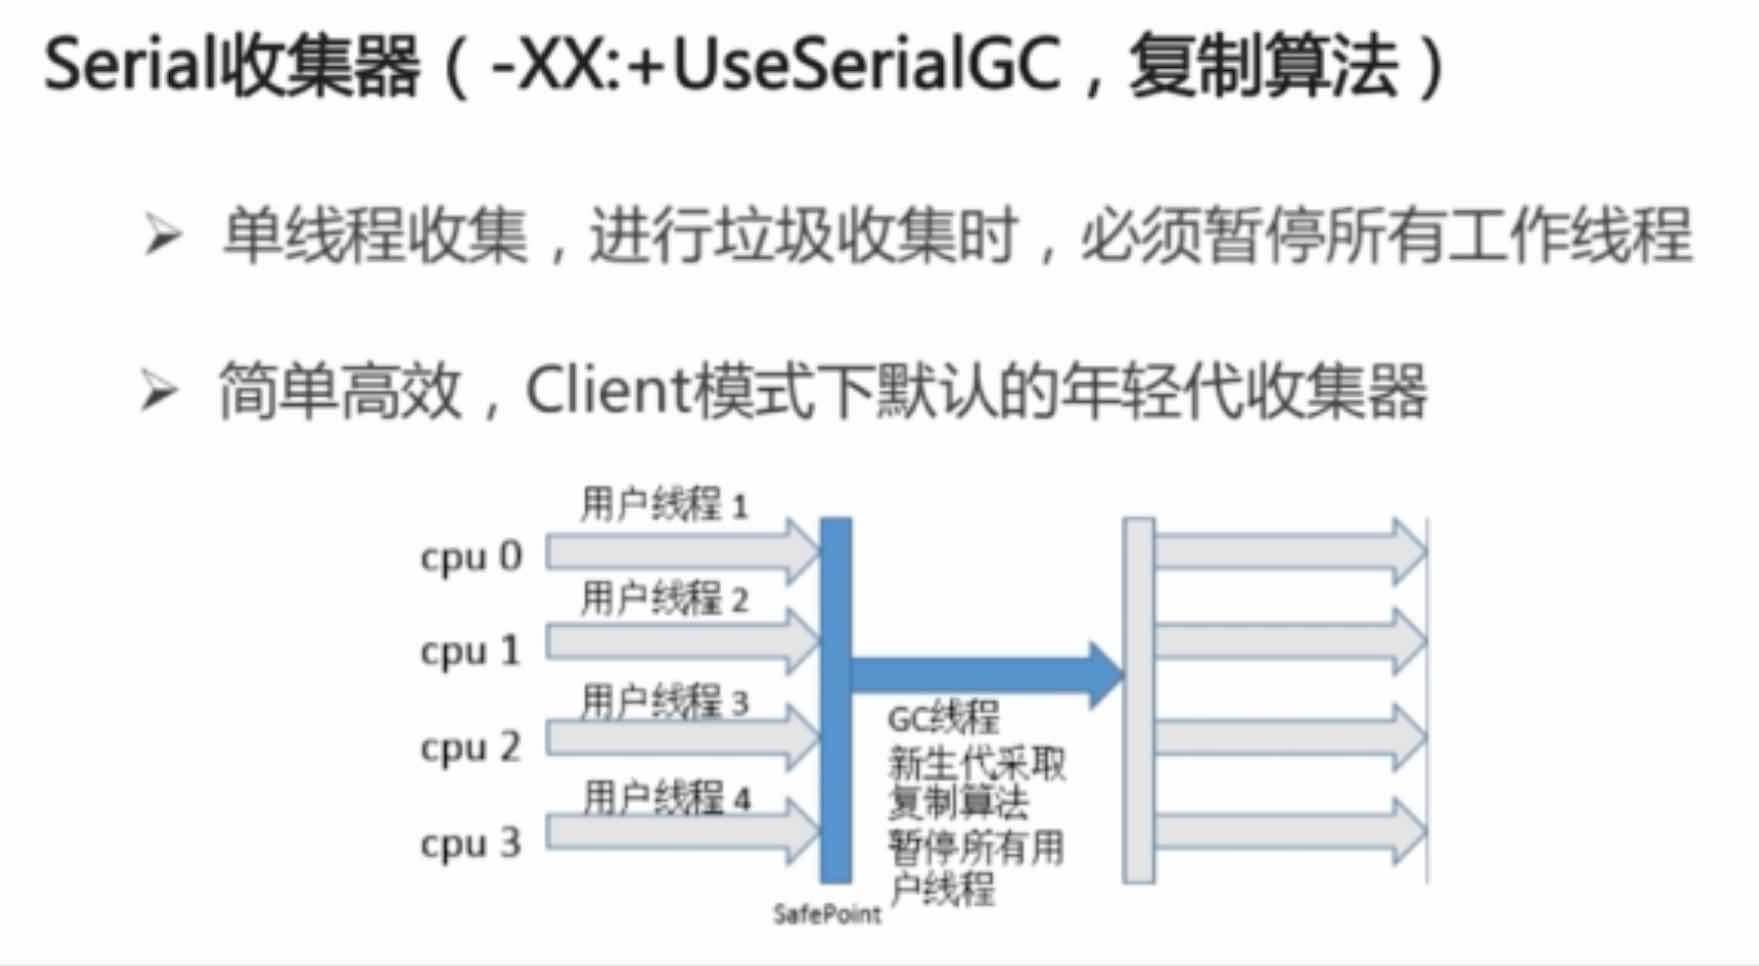 Serial收集器（-XX:+UseSerialGC，复制算法）
单线程收集，进行垃圾收集时，必须暂停所有工作线程
简单高效，Client模式下默认的年轻代收集器
用户线程 1
cpu 0
用户线程 2
cpu 1
用户线程 3
cpu 2
用户线程 4
cpu 3
GC线程
新生代采取
复制算法
暂停所有用
户线程
SafePoint